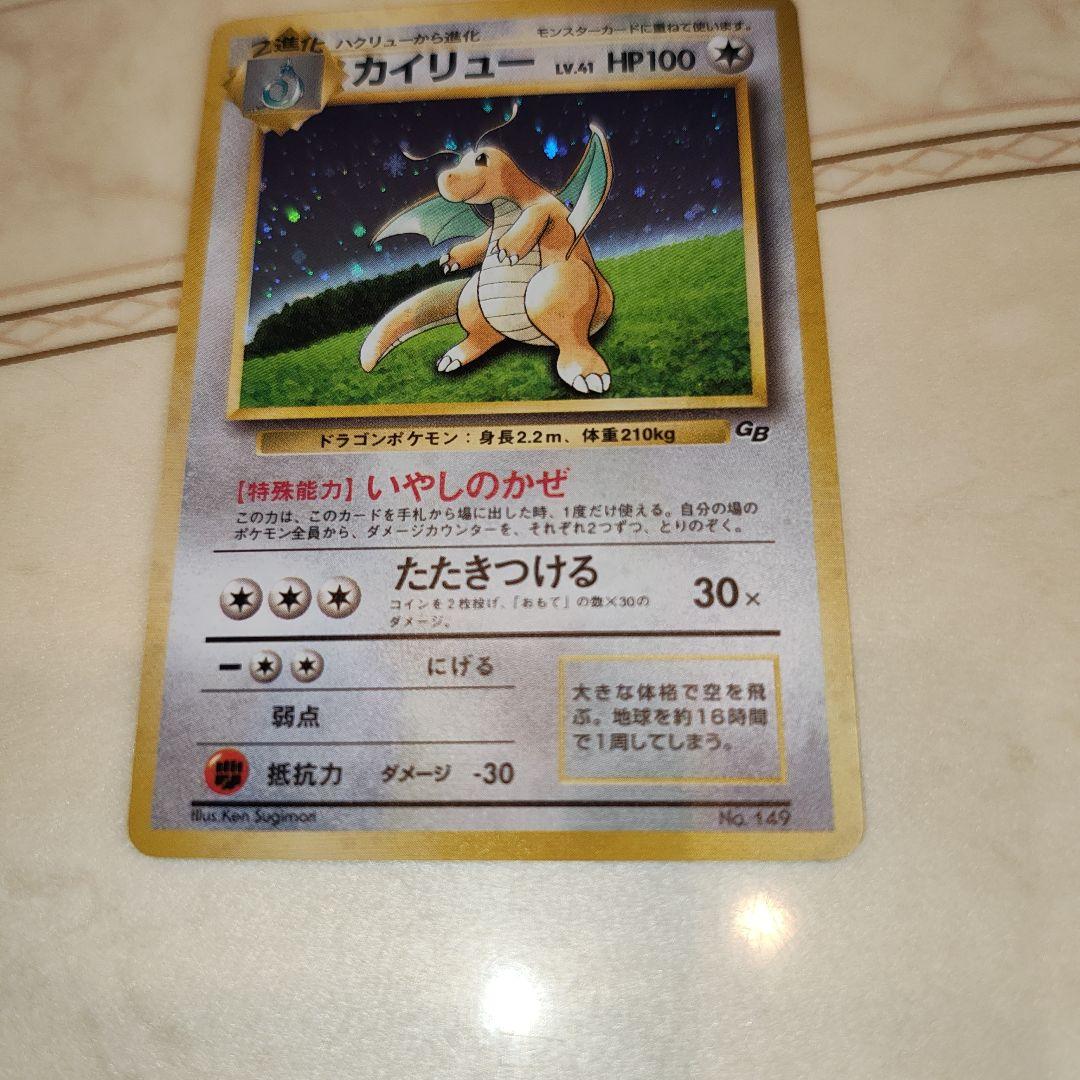 2進化 ハクリューから進化 モンスターカードに重ねて使います。
カイリュー LV.41 HP100
ドラゴンポケモン：身長2.2m、体重210kg GB
【特殊能力】いやしのかぜ
この力は、このカードを手札から場に出した時、1度だけ使える。自分の場の
ポケモン全員から、ダメージカウンターを、それぞれ2つずつ、とりのぞく。
たたきつける 30×
コインを2枚投げ、「おもて」の数×30の
ダメージ。
にげる
弱点
抵抗力 ダメージ -30
大きな体格で空を飛
ぶ。地球を約16時間
で1周してしまう。
Illus. Ken Sugimori No. 149